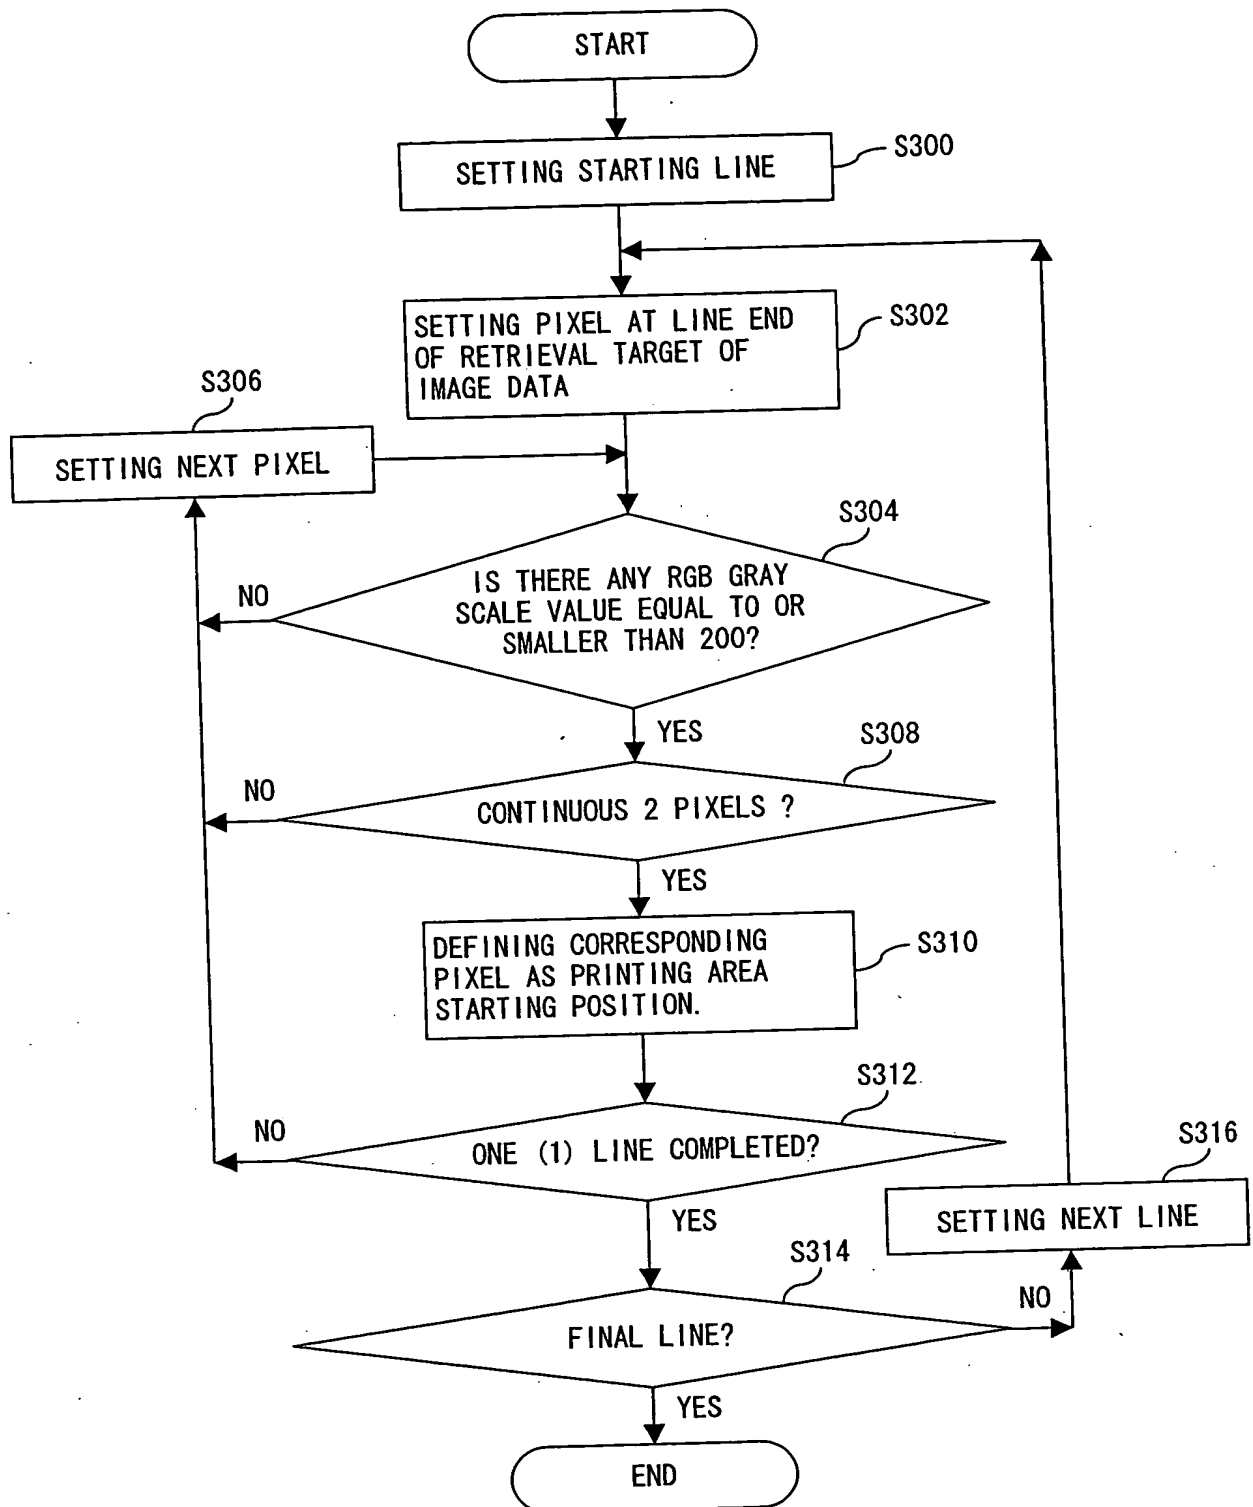 START
SETTING STARTING LINE
S300
SETTING PIXEL AT LINE END
OF RETRIEVAL TARGET OF
IMAGE DATA
S302
S306
SETTING NEXT PIXEL
S304
IS THERE ANY RGB GRAY
SCALE VALUE EQUAL TO OR
SMALLER THAN 200?
NO
YES
S308
CONTINUOUS 2 PIXELS ?
NO
YES
DEFINING CORRESPONDING
PIXEL AS PRINTING AREA
STARTING POSITION.
S310
S312
ONE (1) LINE COMPLETED?
NO
YES
S316
SETTING NEXT LINE
S314
FINAL LINE?
NO
YES
END